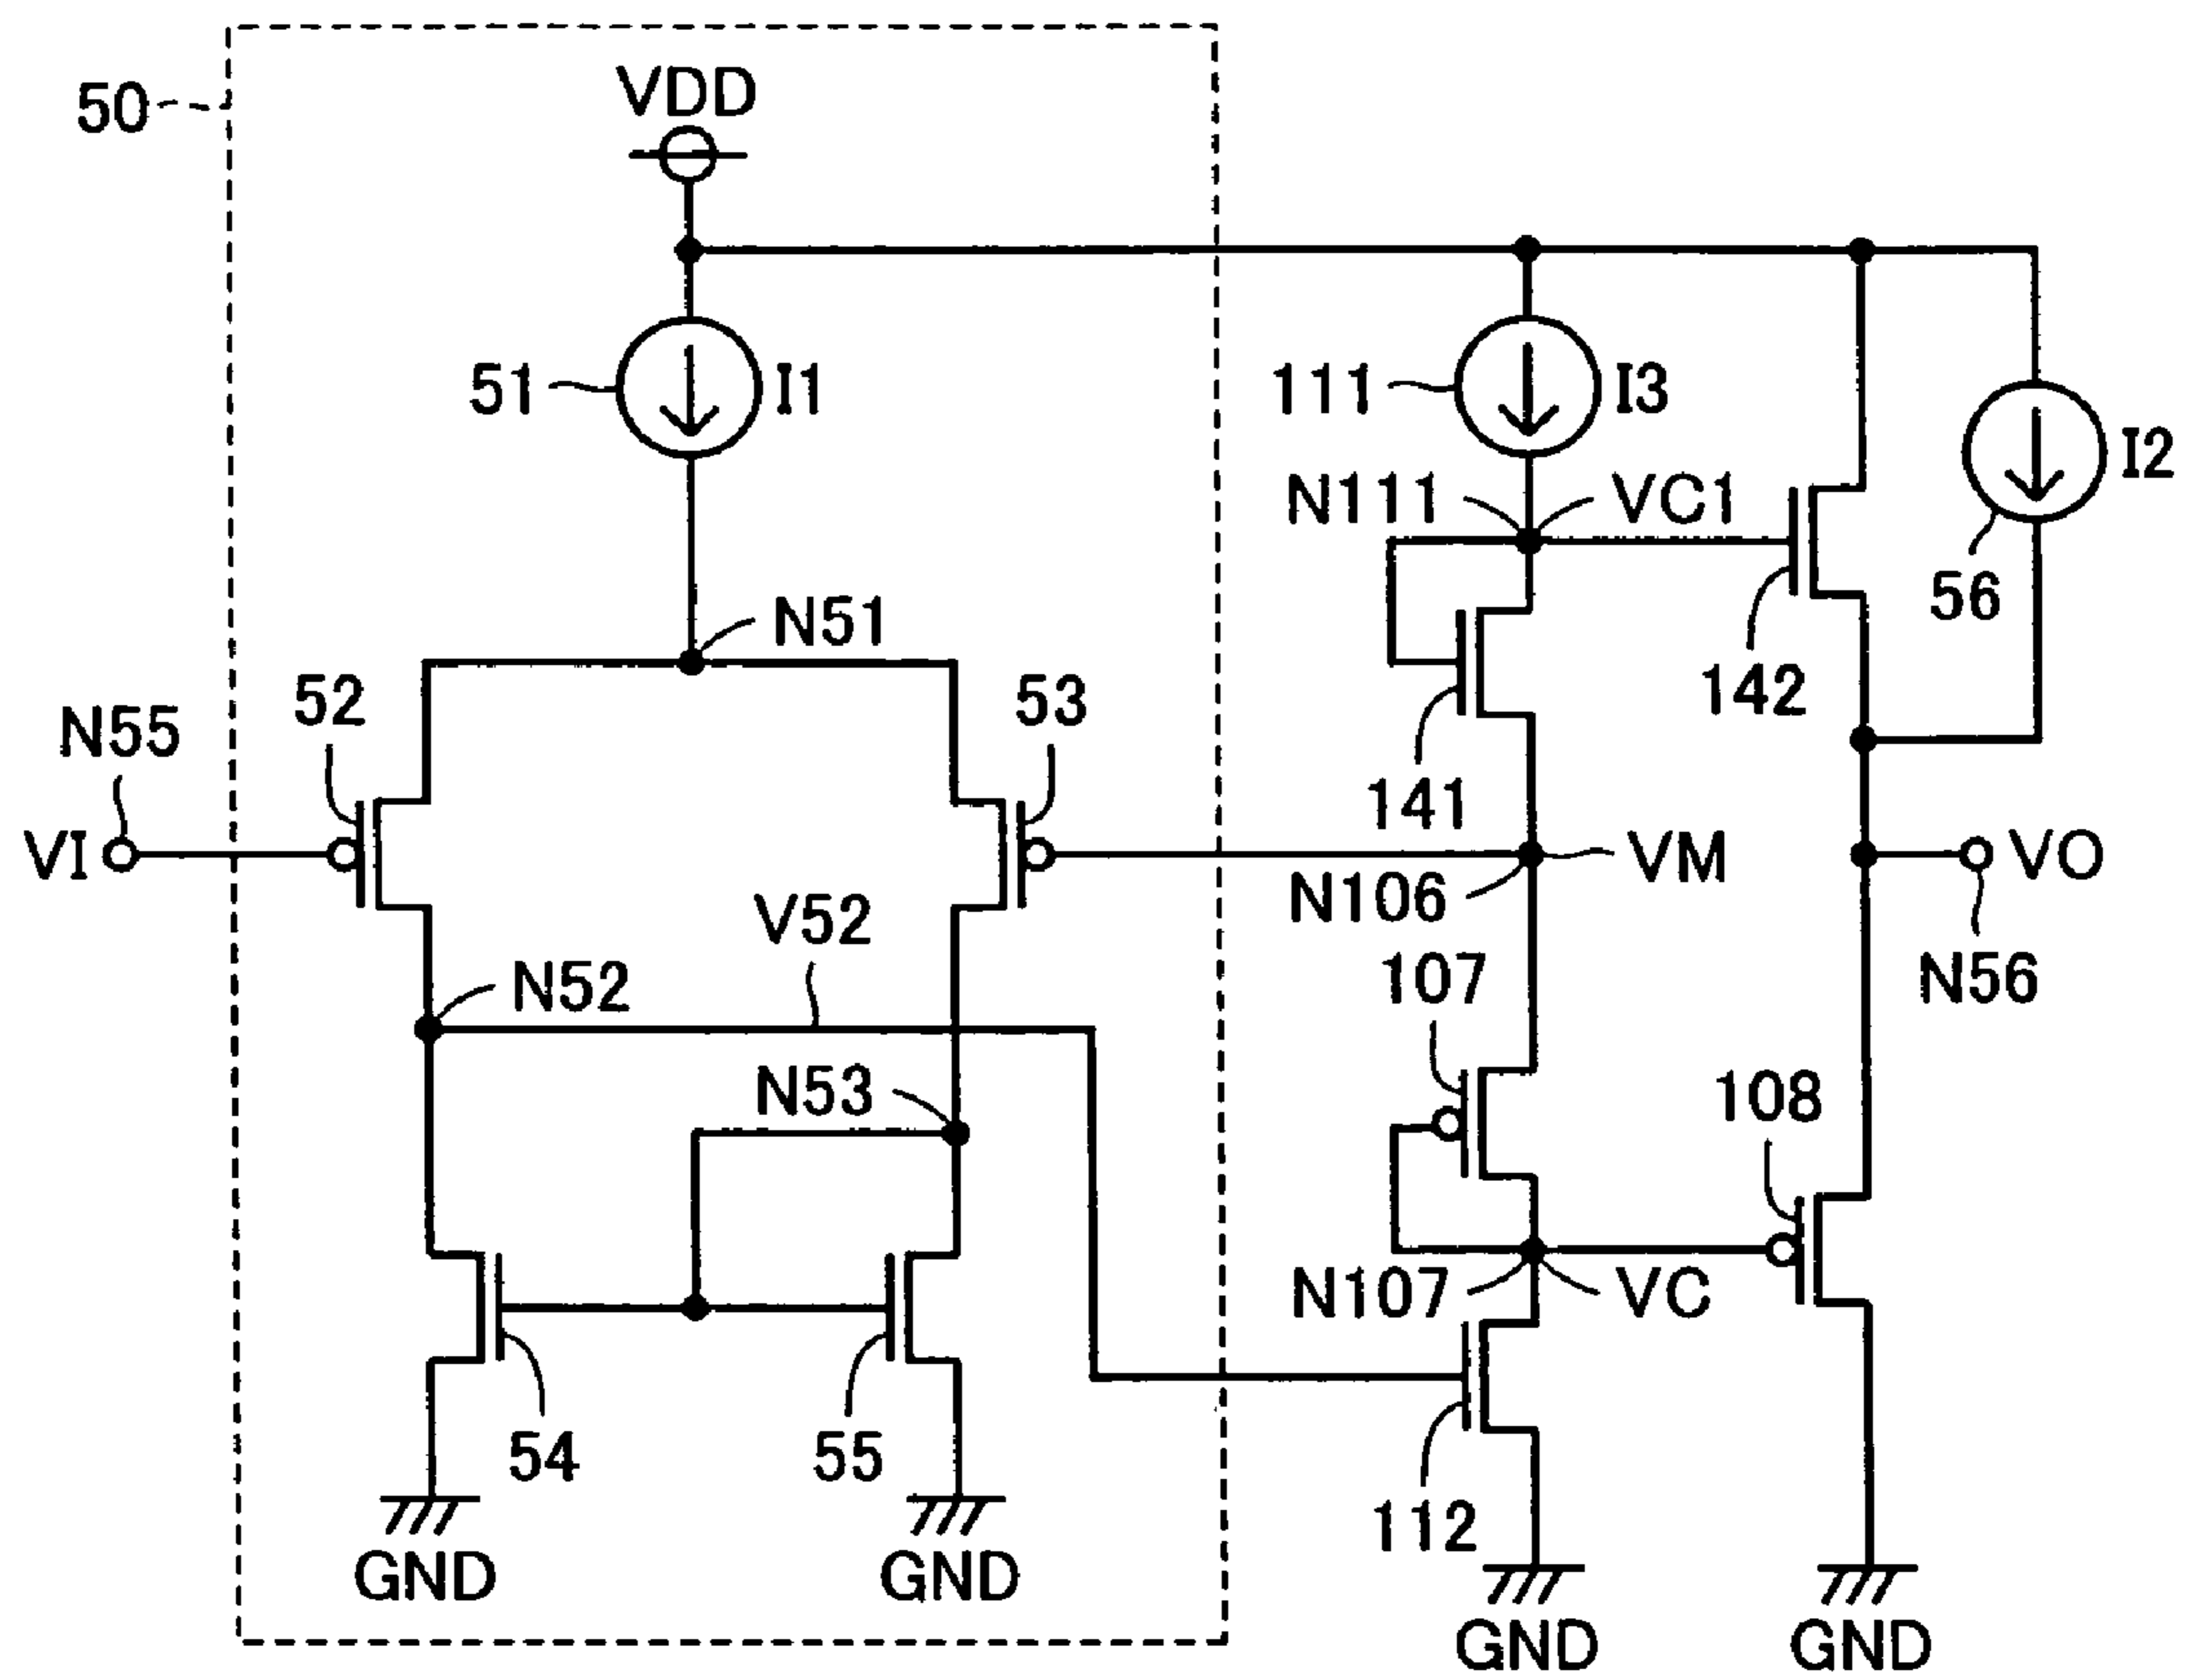 50
VDD
51
I1
111
I3
I2
N111
VC1
56
N51
52
53
142
N55
141
VI
VM
VO
V52
N106
N52
107
N56
N53
108
N107
VC
54
55
112
GND
GND
GND
GND